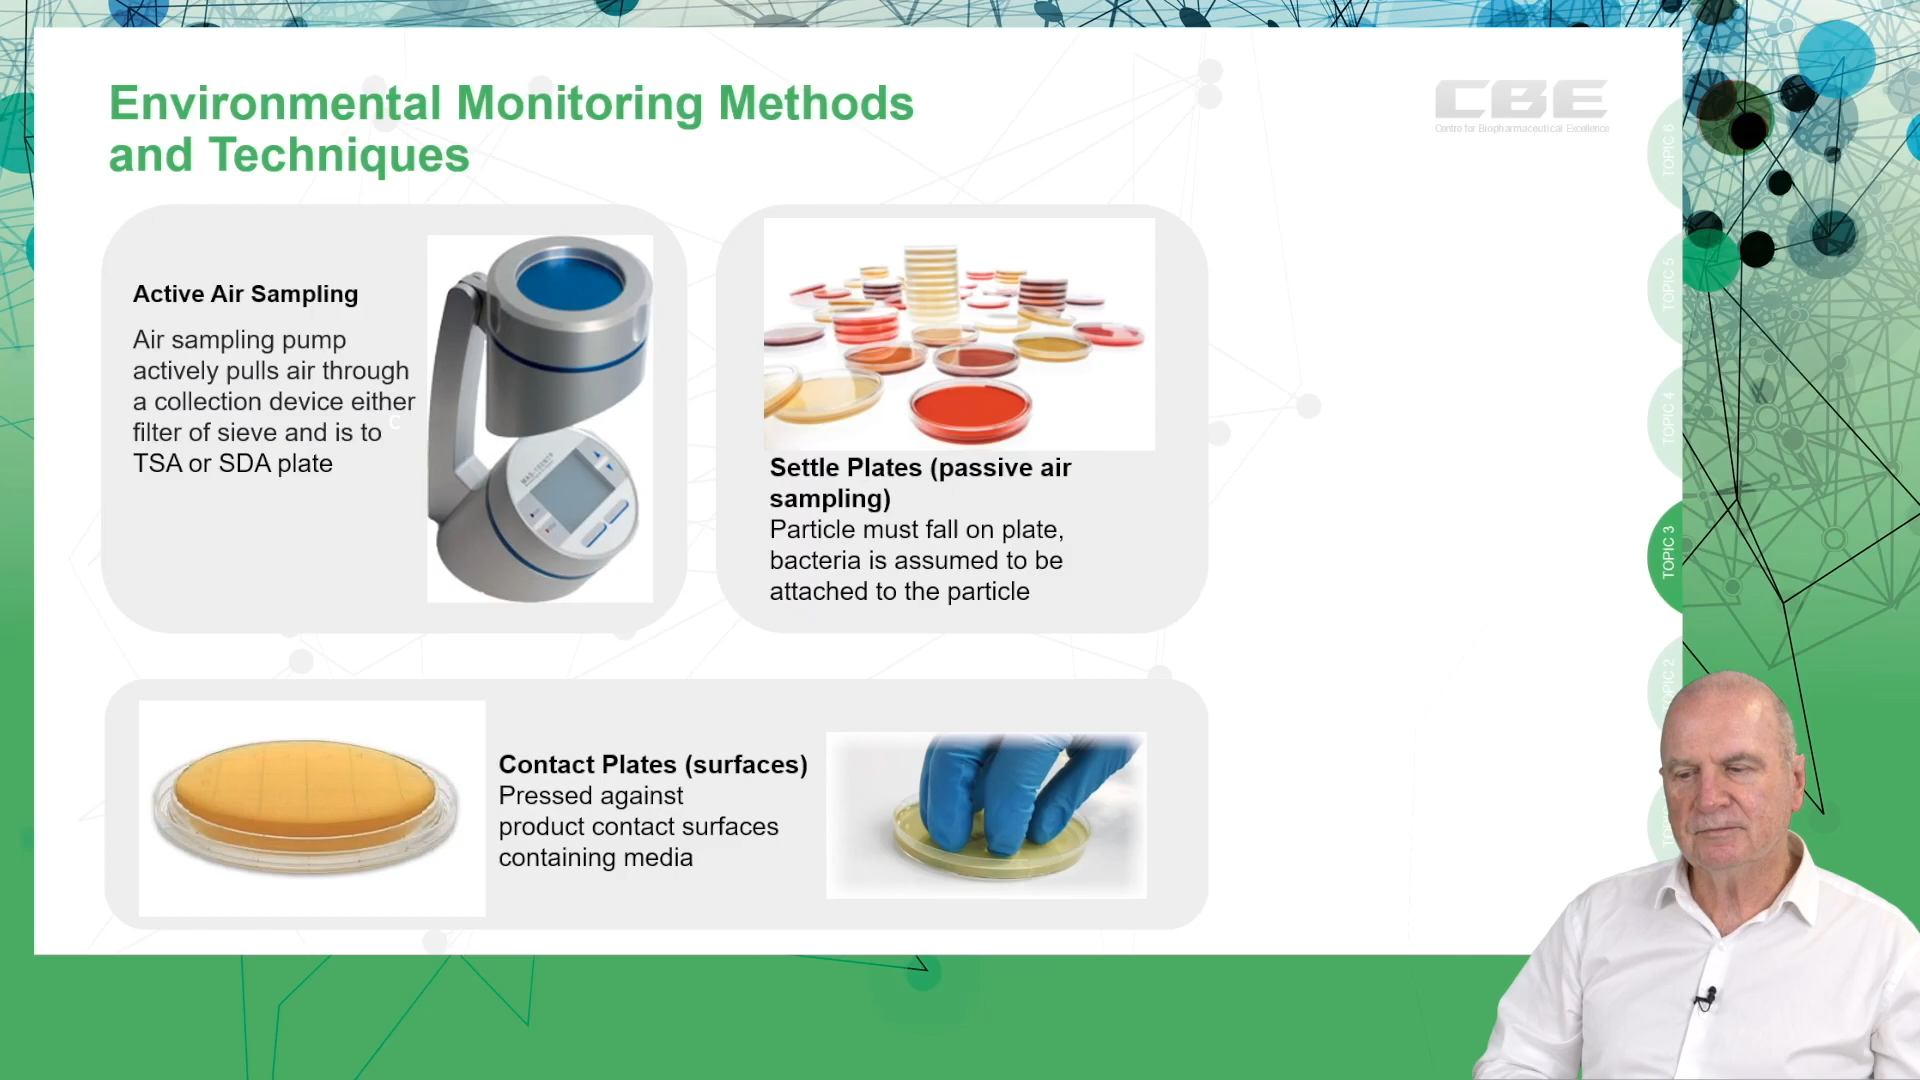 Environmental Monitoring Methods
and Techniques
CBE
Centre for Biopharmaceutical Excellence
Active Air Sampling
Air sampling pump
actively pulls air through
a collection device either
filter of sieve and is to
TSA or SDA plate
C
Settle Plates (passive air
sampling)
Particle must fall on plate,
bacteria is assumed to be
attached to the particle
Contact Plates (surfaces)
Pressed against
product contact surfaces
containing media
TOPIC 6
TOPIC 5
TOPIC 4
TOPIC 3
TOPIC 2